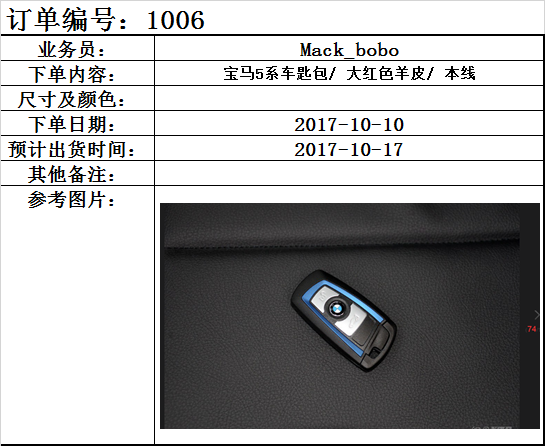 订单编号：1006
业务员：	Mack_bobo
下单内容：	宝马5系车匙包/ 大红色羊皮/ 本线
尺寸及颜色：
下单日期：	2017-10-10
预计出货时间：	2017-10-17
其他备注：
参考图片：
74